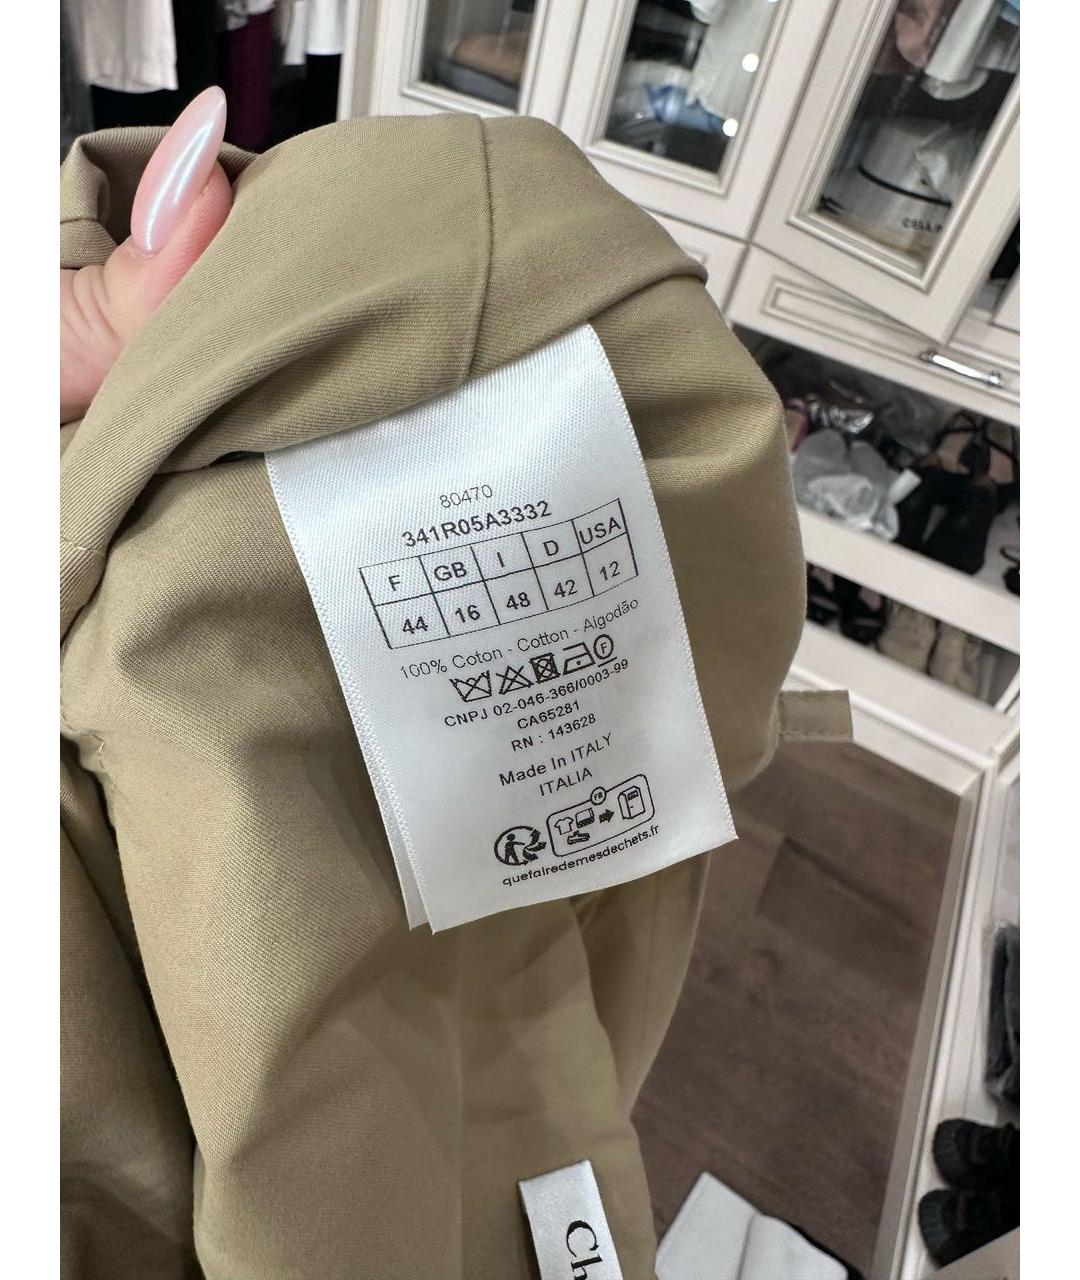 80470
341R05A3332
F GB I D USA
44 16 48 42 12
100% Coton - Cotton - Algodão
F
CNPJ 02-046-366/0003-99
CA65281
RN : 143628
Made In ITALY
ITALIA
FR
quefairedemesdechets.fr
Ch